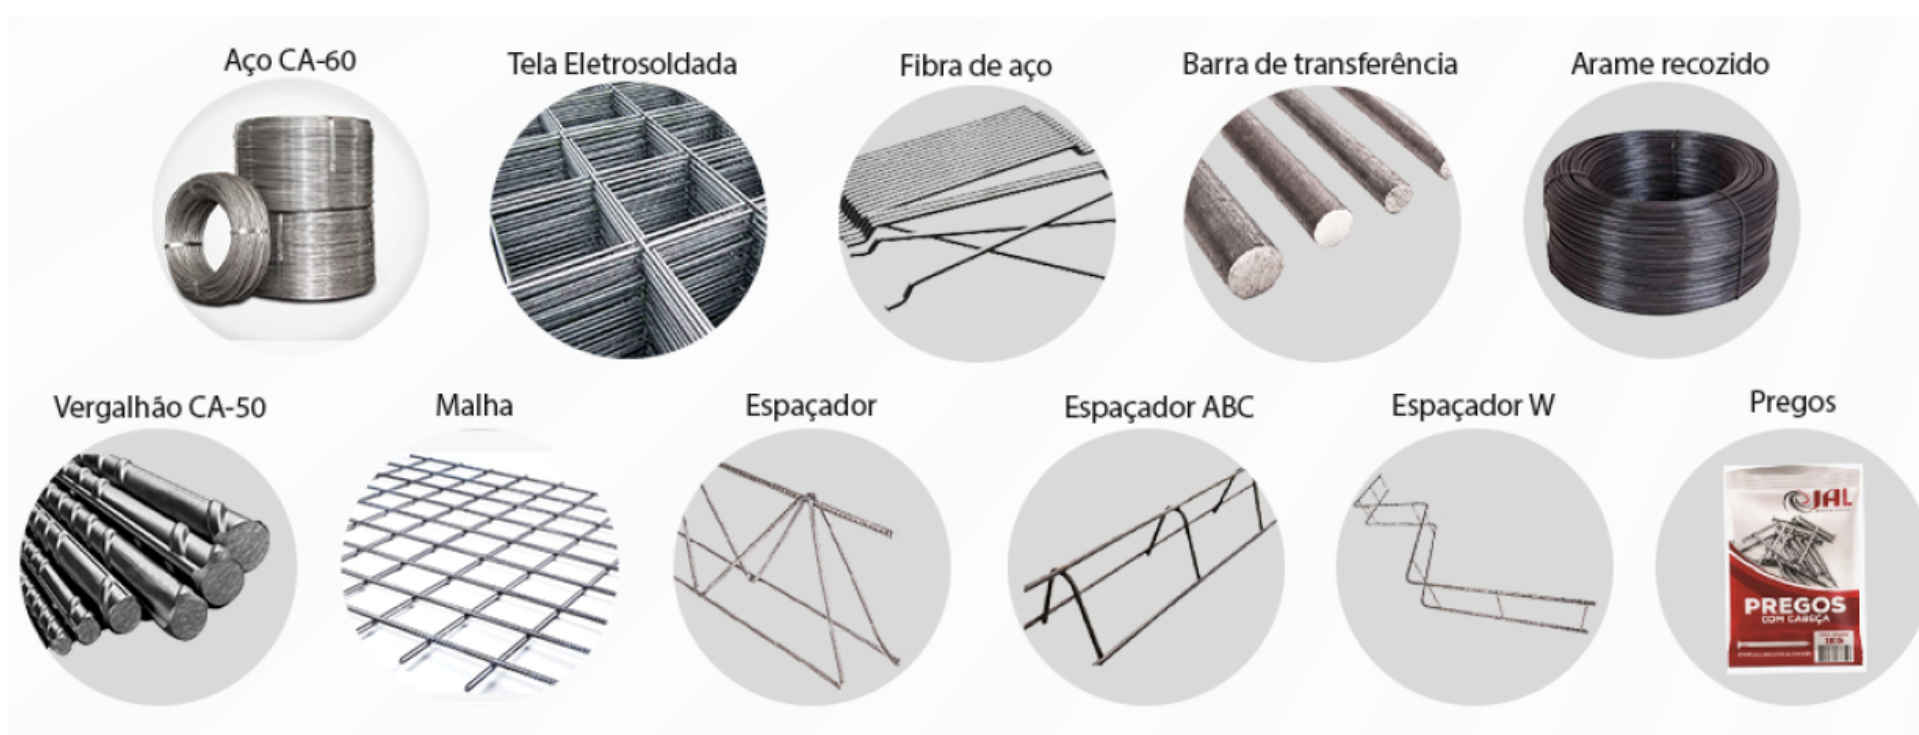 Aço CA-60
Tela Eletrosoldada
Fibra de aço
Barra de transferência
Arame recozido
Vergalhão CA-50
Malha
Espaçador
Espaçador ABC
Espaçador W
Pregos
JAL
PREGOS
COM CABEÇA